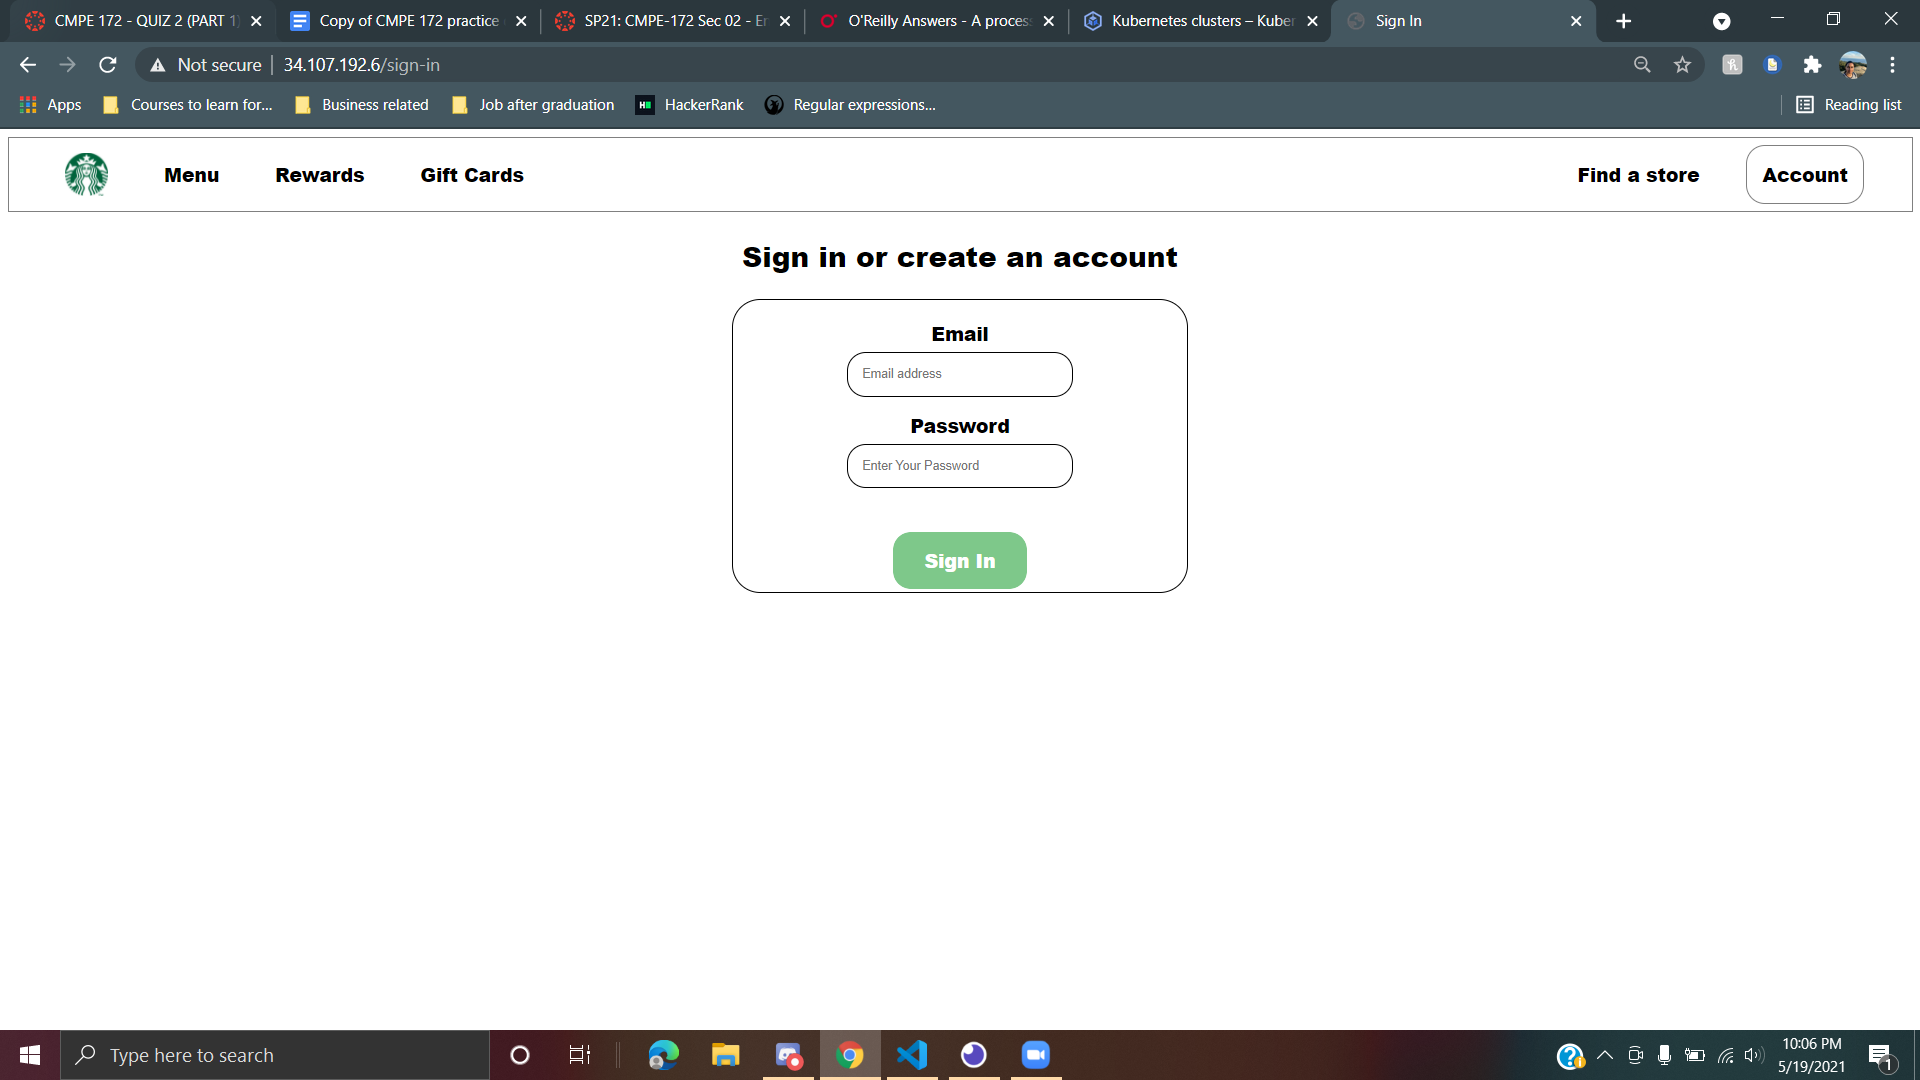 CMPE 172 - QUIZ 2 (PART 1)
Copy of CMPE 172 practice
SP21: CMPE-172 Sec 02 - En
O'Reilly Answers - A process
Kubernetes clusters – Kuber
Sign In
Not secure
34.107.192.6/sign-in
Apps
Courses to learn for...
Business related
Job after graduation
HackerRank
Regular expressions...
Reading list
Menu
Rewards
Gift Cards
Find a store
Account
Sign in or create an account
Email
Email address
Password
Enter Your Password
Sign In
Type here to search
10:06 PM
5/19/2021
1